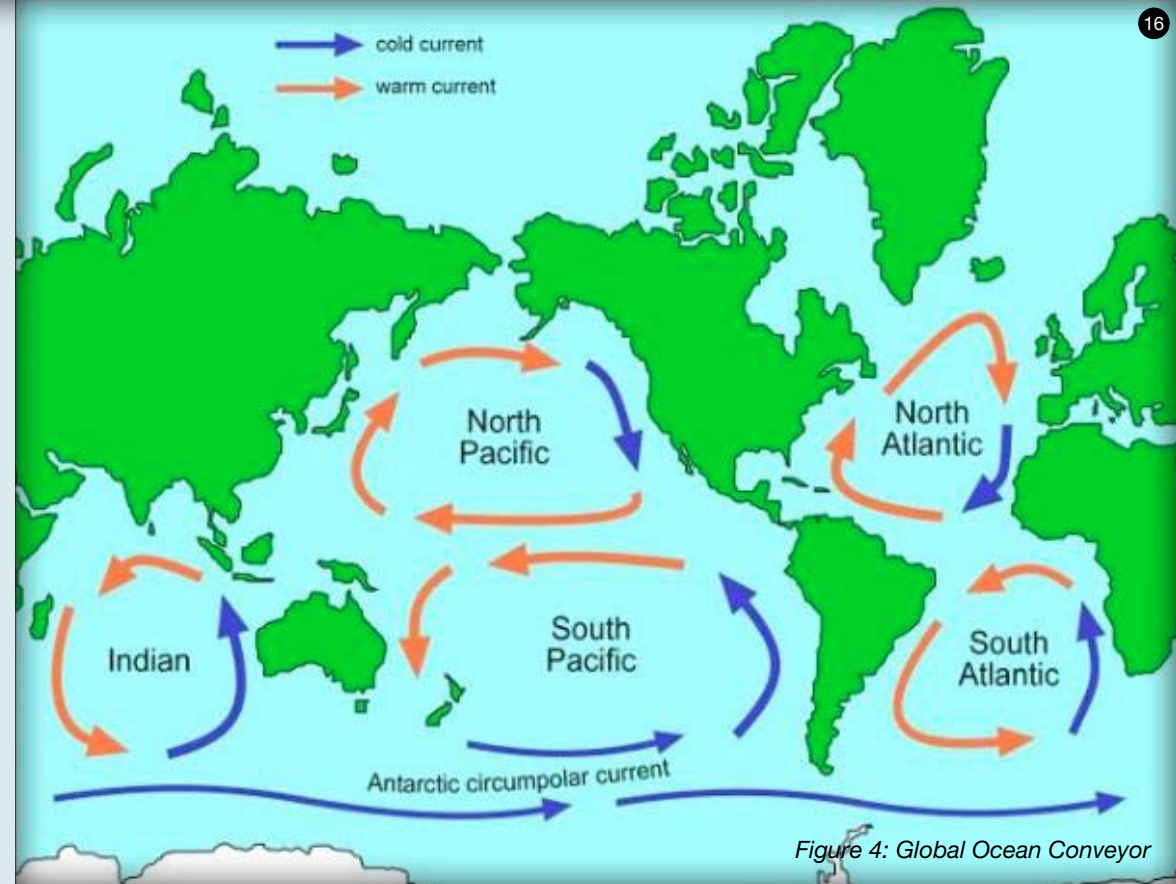 16
cold current
warm current
North
Pacific
North
Atlantic
Indian
South
Pacific
South
Atlantic
Antarctic circumpolar current
Figure 4: Global Ocean Conveyor